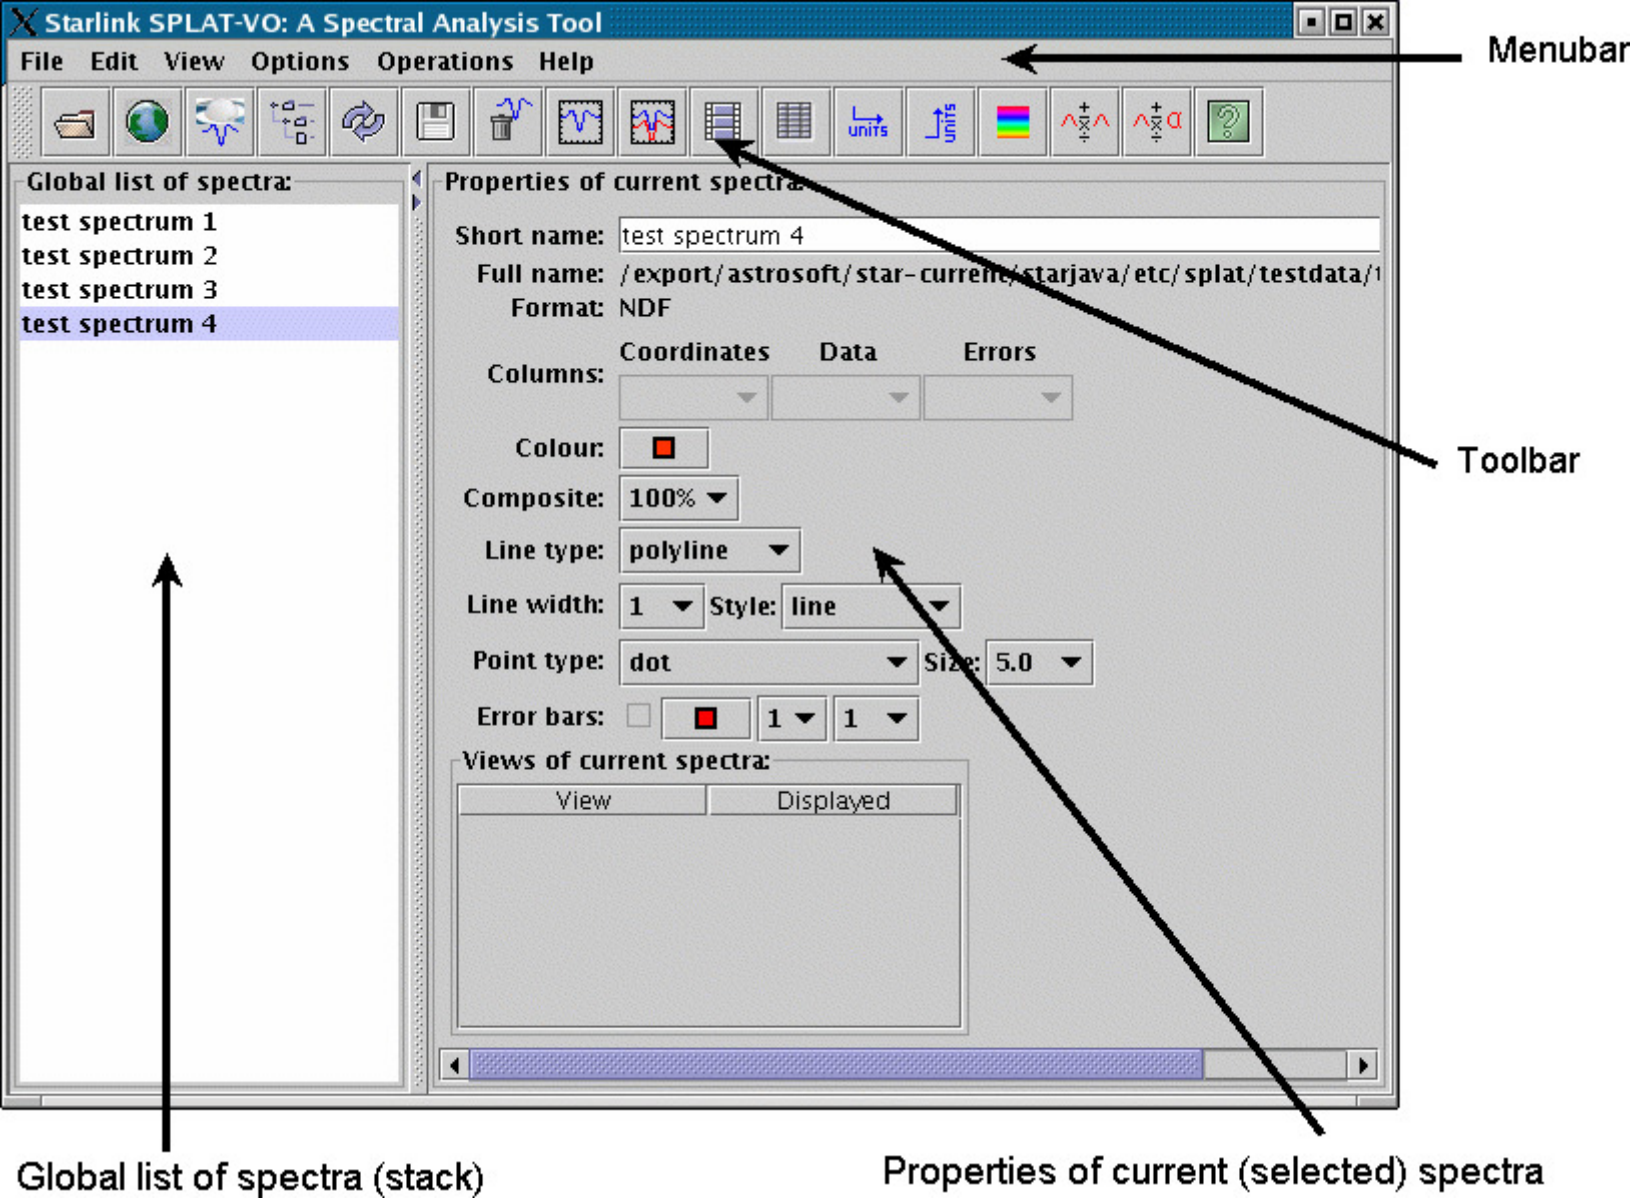 Starlink SPLAT-VO: A Spectral Analysis Tool
File Edit View Options Operations Help
Menubar
UNITS UNITS α ?
Global list of spectra:
test spectrum 1
test spectrum 2
test spectrum 3
test spectrum 4
Properties of current spectra:
Short name: test spectrum 4
Full name: /export/astrosoft/star-current/starjava/etc/splat/testdata/
Format: NDF
Columns: Coordinates Data Errors
Colour:
Composite: 100%
Line type: polyline
Line width: 1 Style: line
Point type: dot Size: 5.0
Error bars: 1 1
Views of current spectra:
View Displayed
Toolbar
Global list of spectra (stack)
Properties of current (selected) spectra